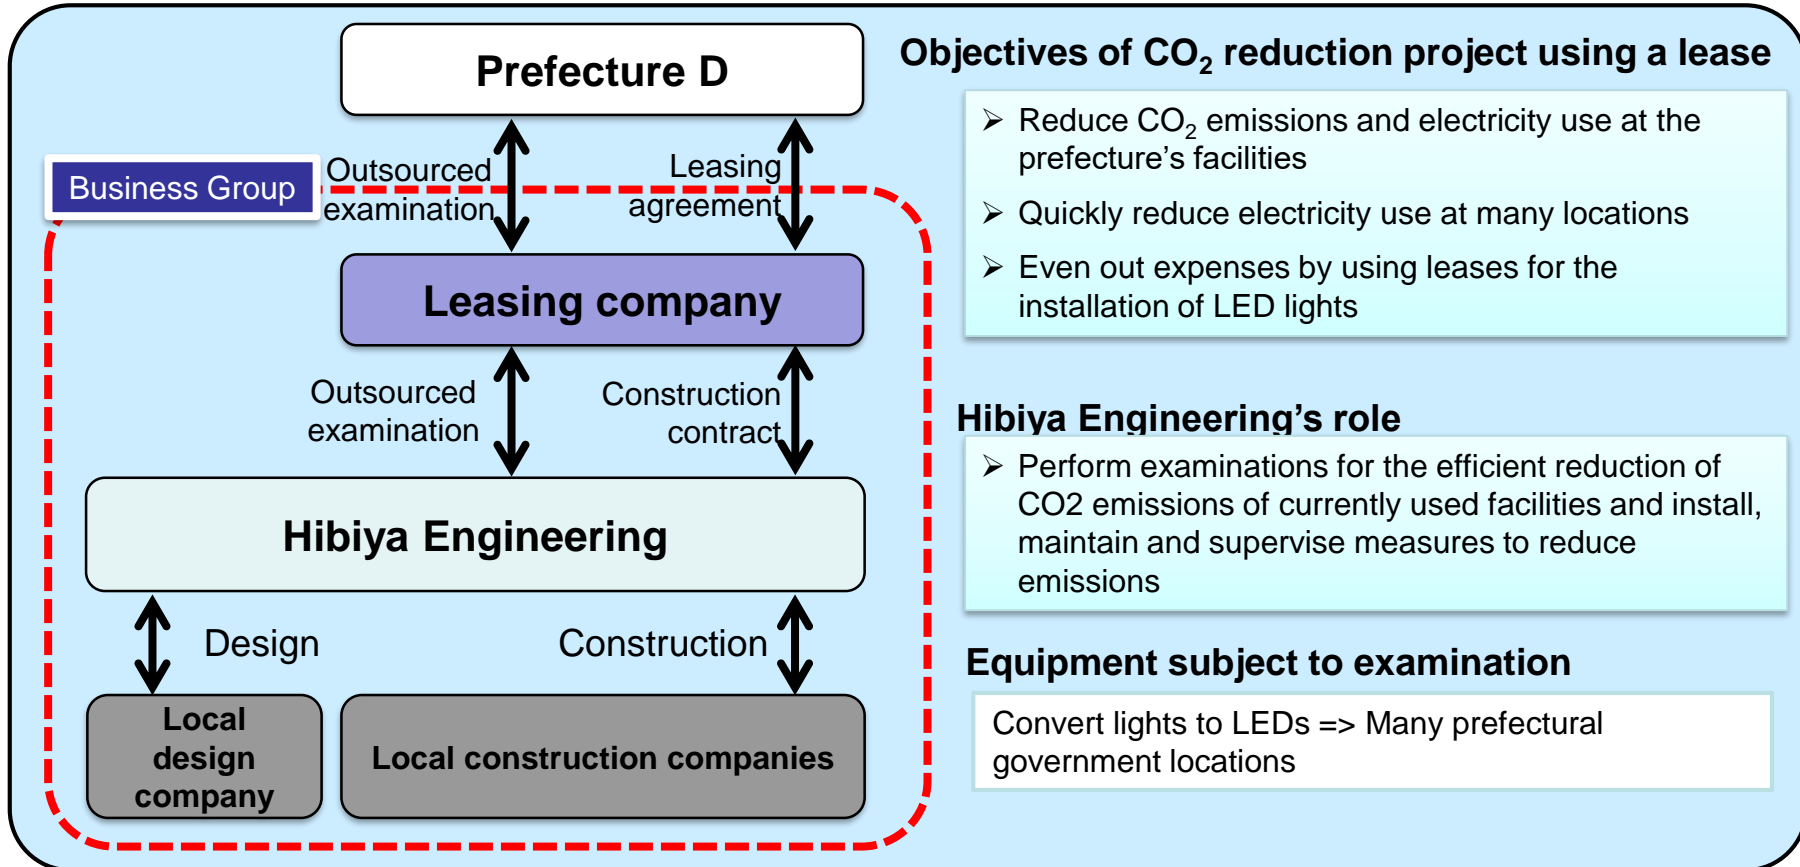 Prefecture D
Outsourced
examination
Leasing
agreement
Business Group
Leasing company
Outsourced
examination
Construction
contract
Hibiya Engineering
Design
Construction
Local
design
company
Local construction companies
Objectives of CO₂ reduction project using a lease
➢ Reduce CO₂ emissions and electricity use at the
prefecture’s facilities
➢ Quickly reduce electricity use at many locations
➢ Even out expenses by using leases for the
installation of LED lights
Hibiya Engineering’s role
➢ Perform examinations for the efficient reduction of
CO2 emissions of currently used facilities and install,
maintain and supervise measures to reduce
emissions
Equipment subject to examination
Convert lights to LEDs => Many prefectural
government locations